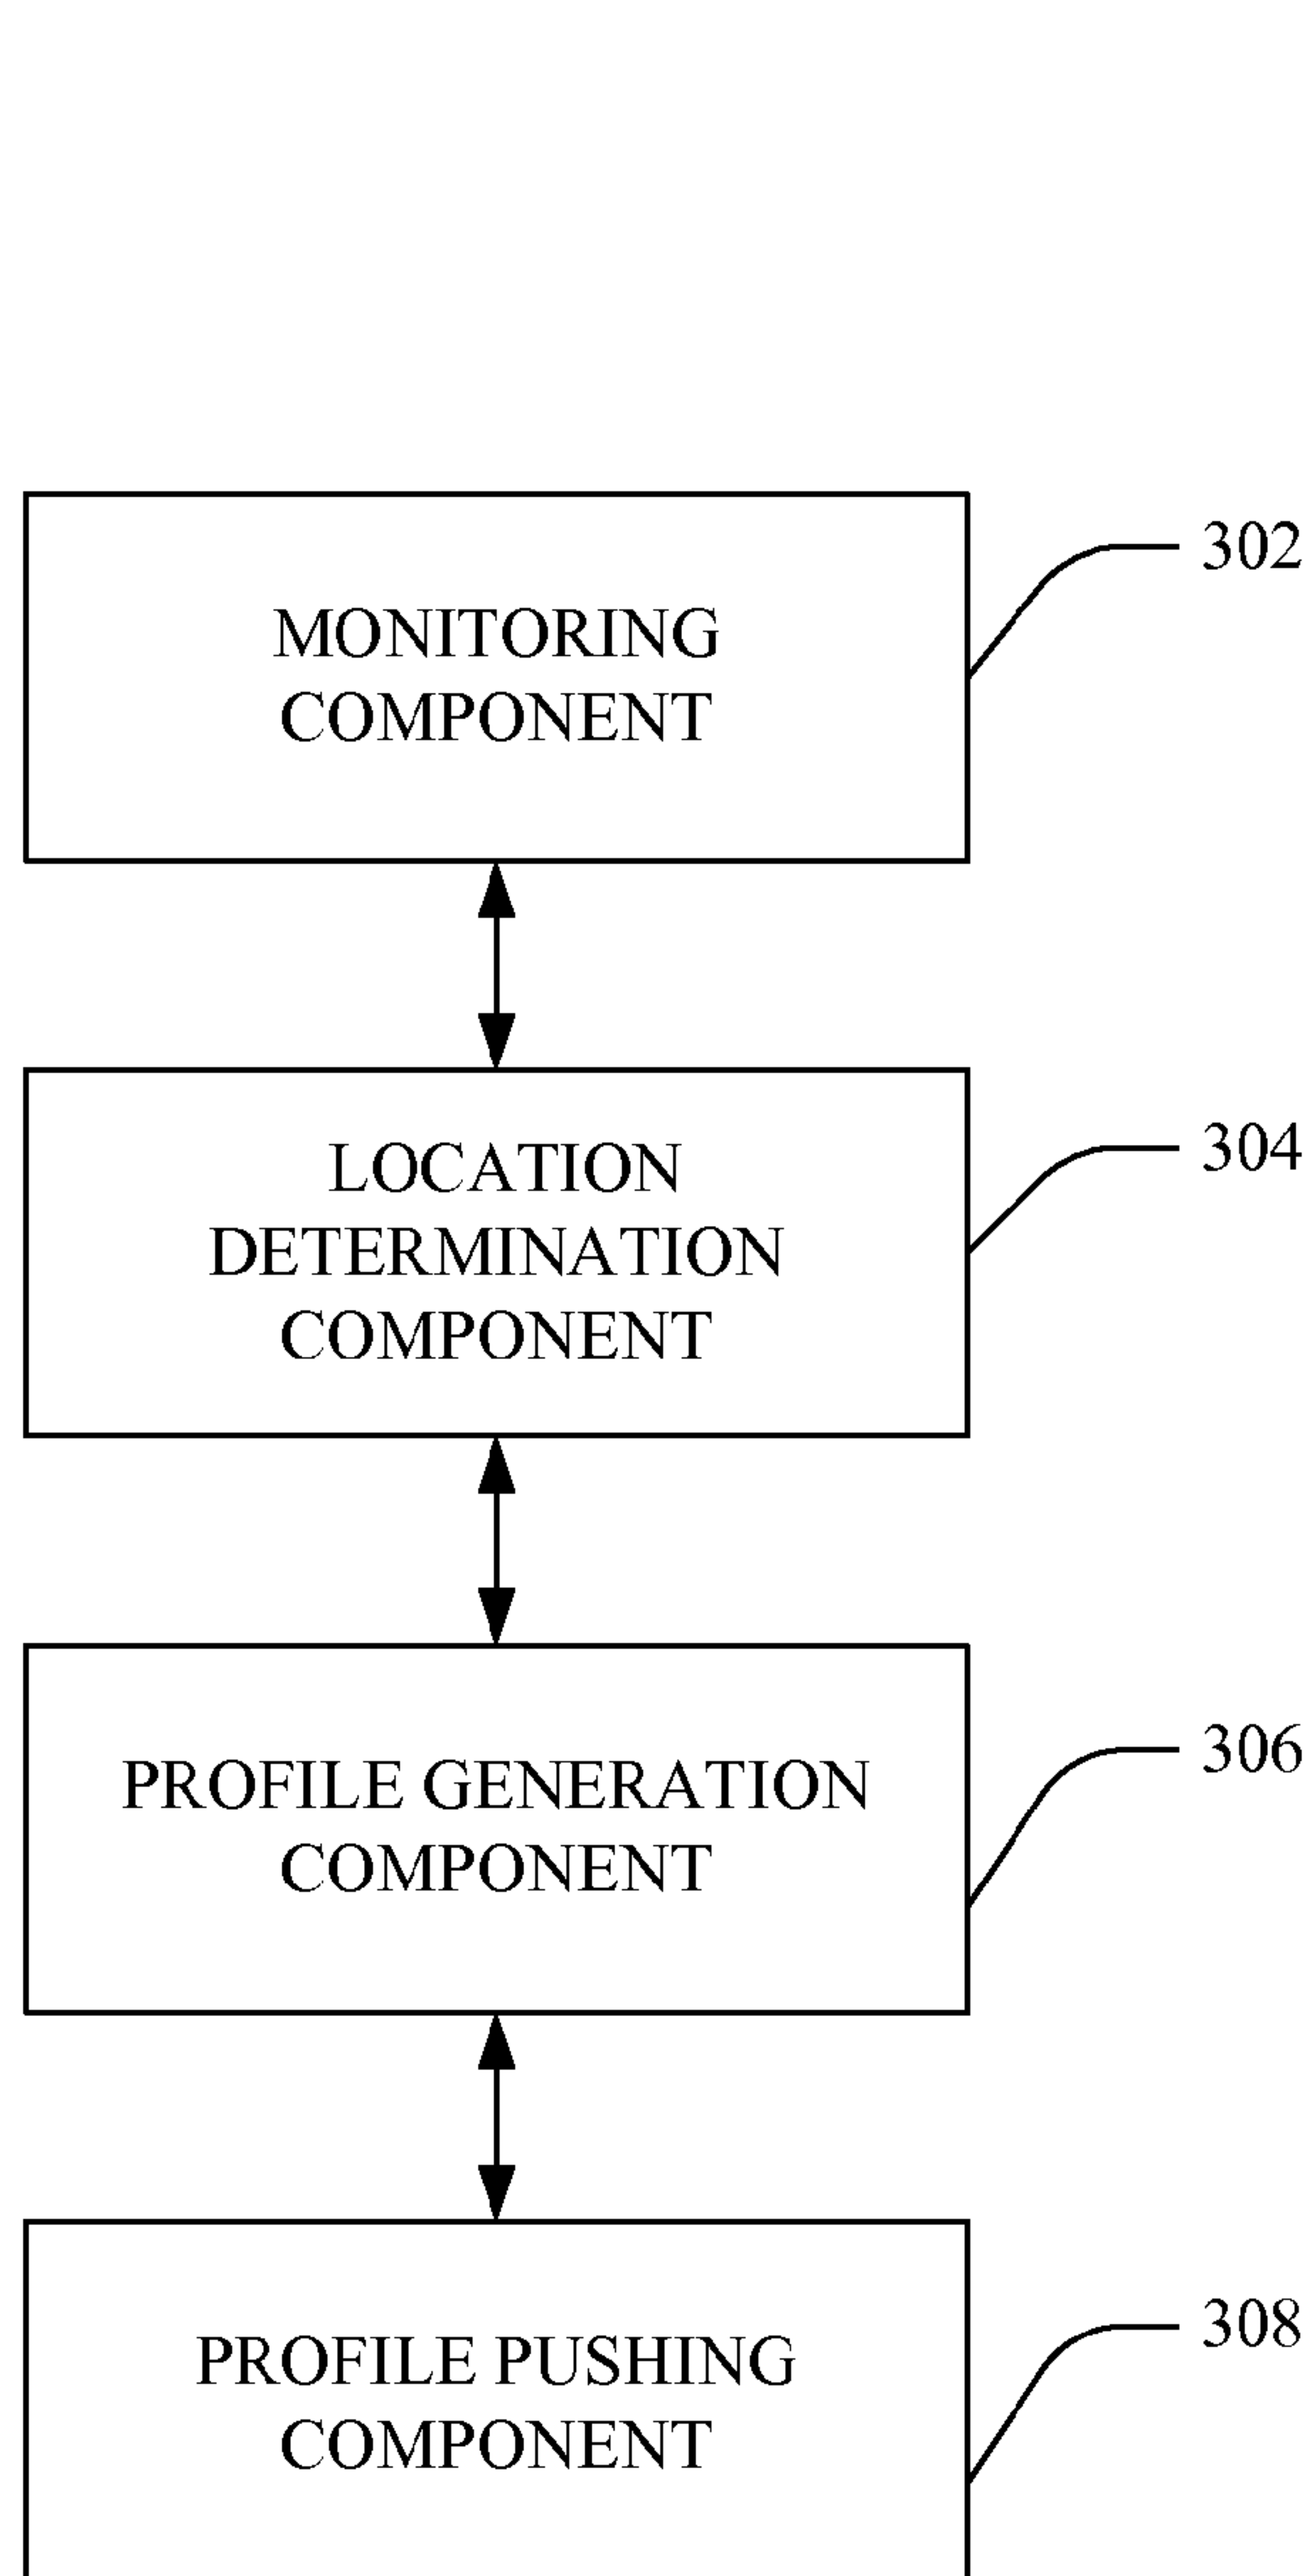 MONITORING
COMPONENT
302
LOCATION
DETERMINATION
COMPONENT
304
PROFILE GENERATION
COMPONENT
306
PROFILE PUSHING
COMPONENT
308